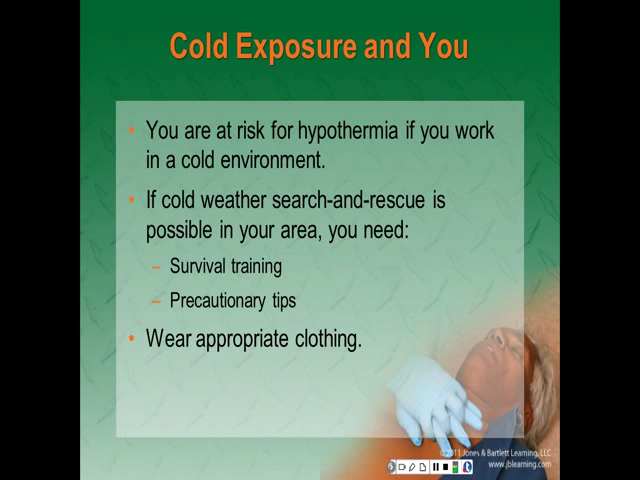 Cold Exposure and You
• You are at risk for hypothermia if you work
in a cold environment.
• If cold weather search-and-rescue is
possible in your area, you need:
– Survival training
– Precautionary tips
• Wear appropriate clothing.
© 2011 Jones & Bartlett Learning, LLC
www.jblearning.com